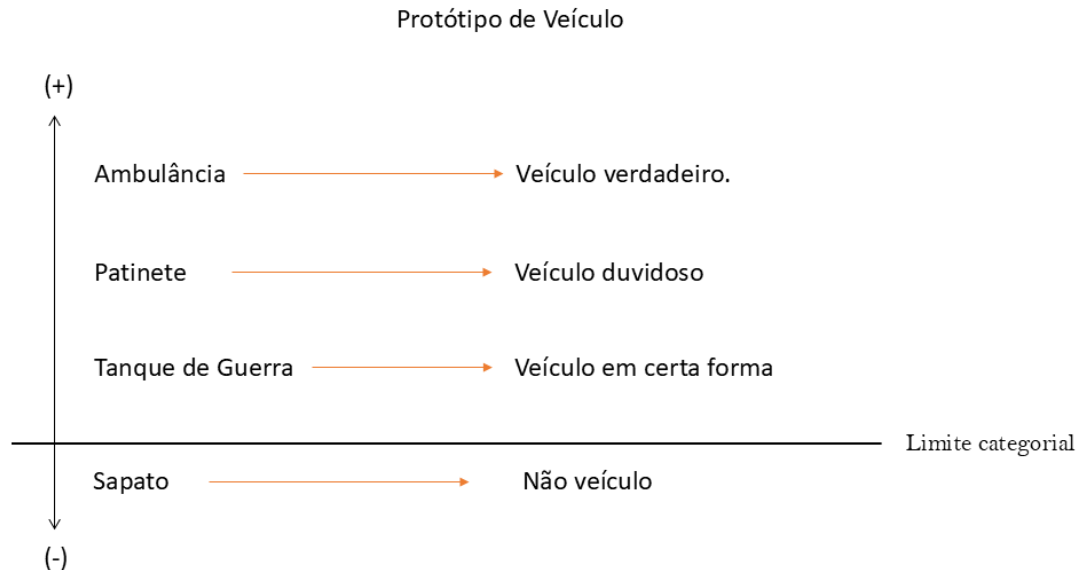 Protótipo de Veículo
(+)
Ambulância Veículo verdadeiro.
Patinete Veículo duvidoso
Tanque de Guerra Veículo em certa forma
Limite categorial
Sapato Não veículo
(-)